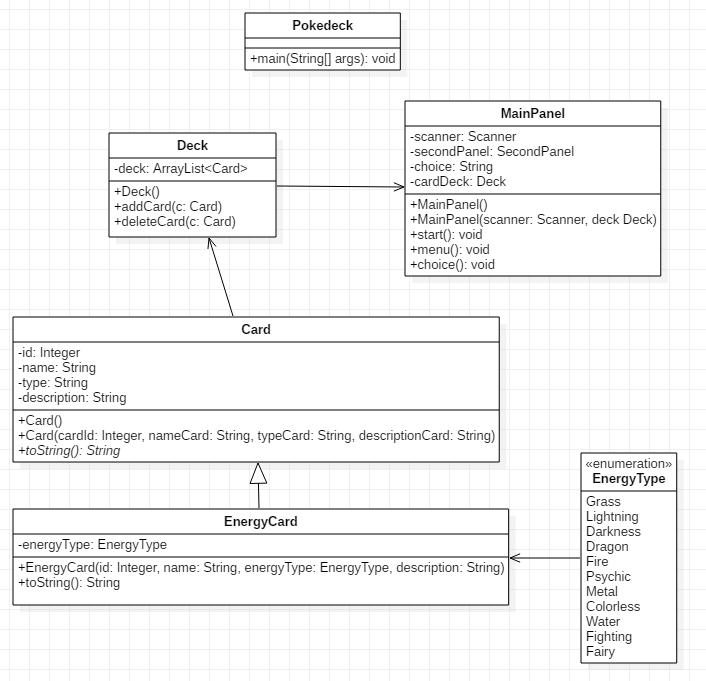 Pokedeck
+main(String[] args): void
MainPanel
-scanner: Scanner
-secondPanel: SecondPanel
-choice: String
-cardDeck: Deck
+MainPanel()
+MainPanel(scanner: Scanner, deck Deck)
+start(): void
+menu(): void
+choice(): void
Deck
-deck: ArrayList<Card>
+Deck()
+addCard(c: Card)
+deleteCard(c: Card)
Card
-id: Integer
-name: String
-type: String
-description: String
+Card()
+Card(cardId: Integer, nameCard: String, typeCard: String, descriptionCard: String)
+toString(): String
EnergyCard
-energyType: EnergyType
+EnergyCard(id: Integer, name: String, energyType: EnergyType, description: String)
+toString(): String
«enumeration»
EnergyType
Grass
Lightning
Darkness
Dragon
Fire
Psychic
Metal
Colorless
Water
Fighting
Fairy